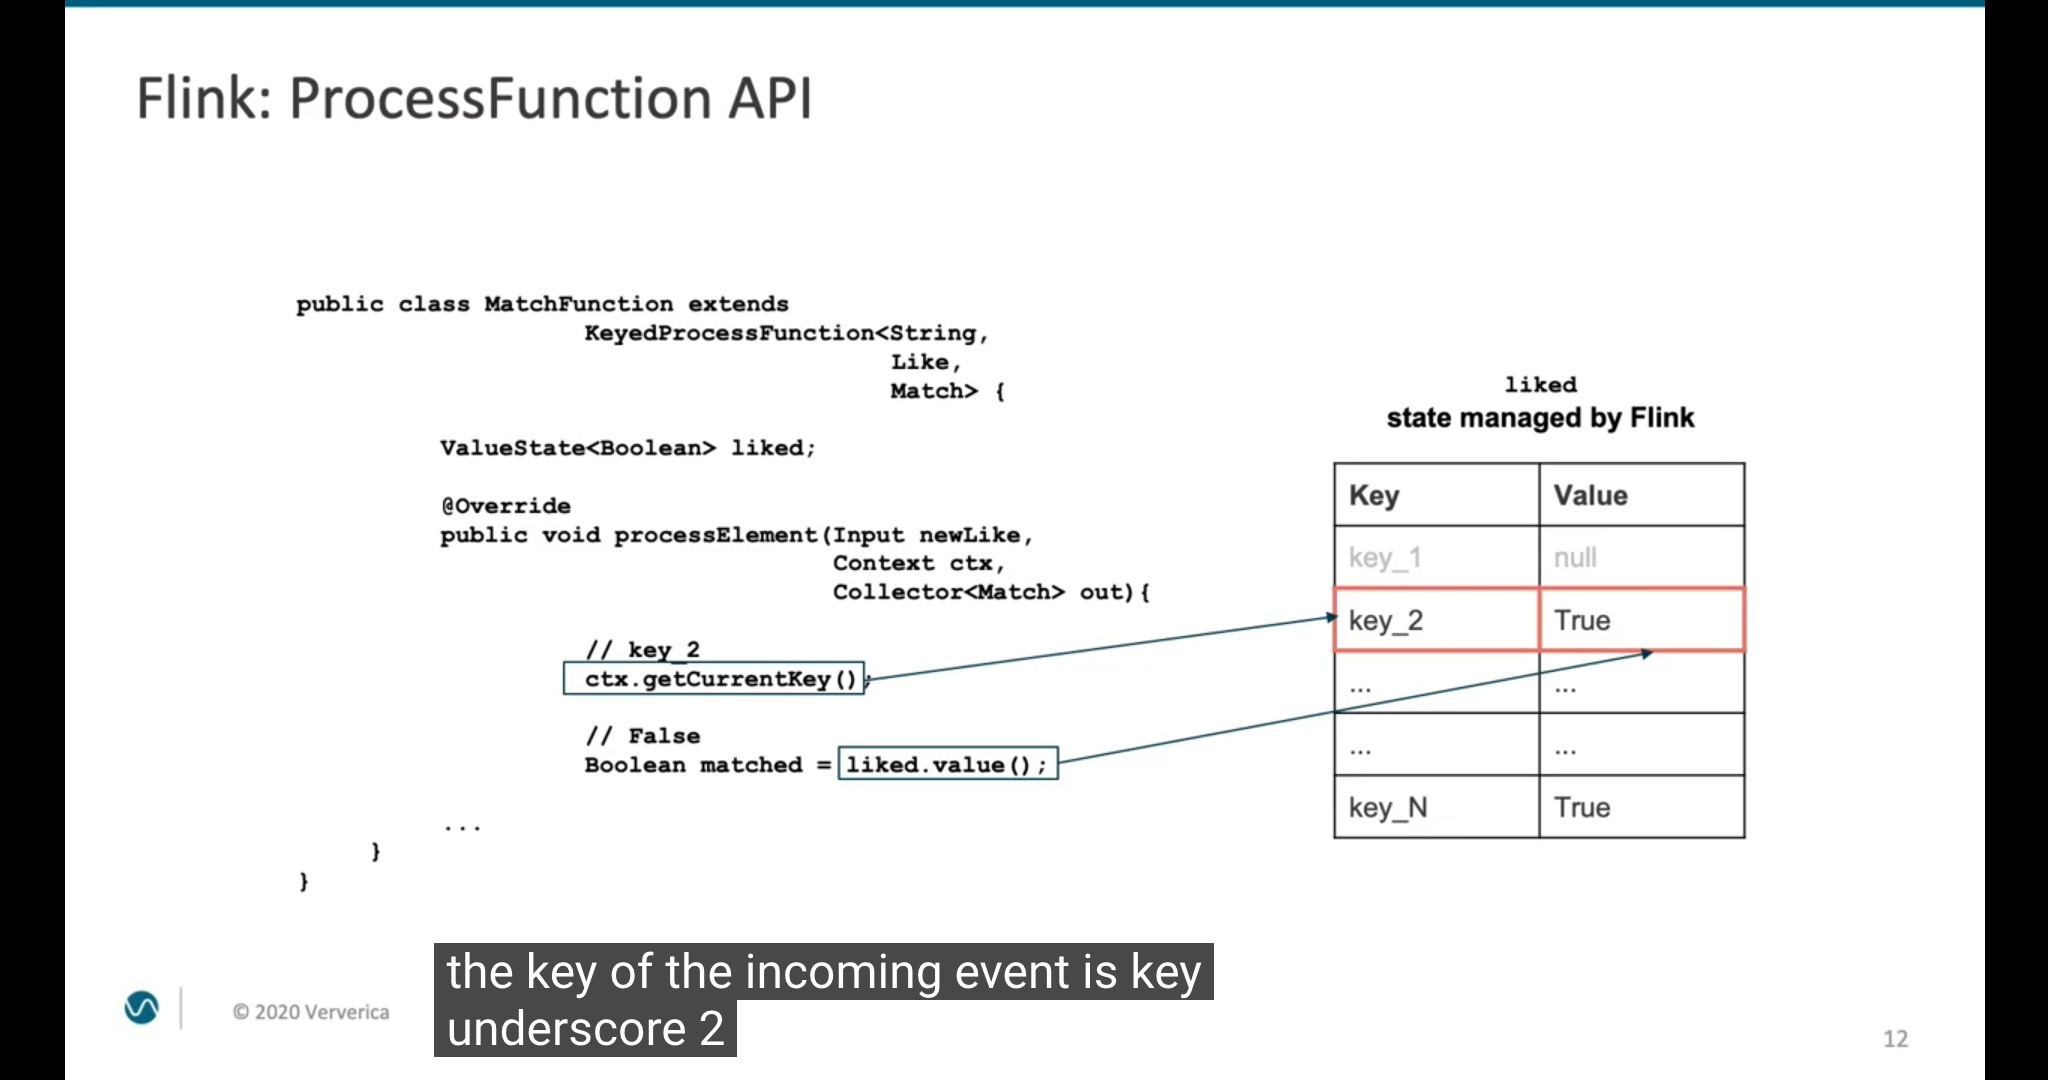 Flink: ProcessFunction API
public class MatchFunction extends
KeyedProcessFunction<String,
Like,
Match> {
ValueState<Boolean> liked;
@Override
public void processElement(Input newLike,
Context ctx,
Collector<Match> out){
// key_2
ctx.getCurrentKey();
// False
Boolean matched = liked.value();
...
}
}
liked
state managed by Flink
Key Value
key_1 null
key_2 True
... ...
... ...
key_N True
the key of the incoming event is key
underscore 2
© 2020 Ververica
12